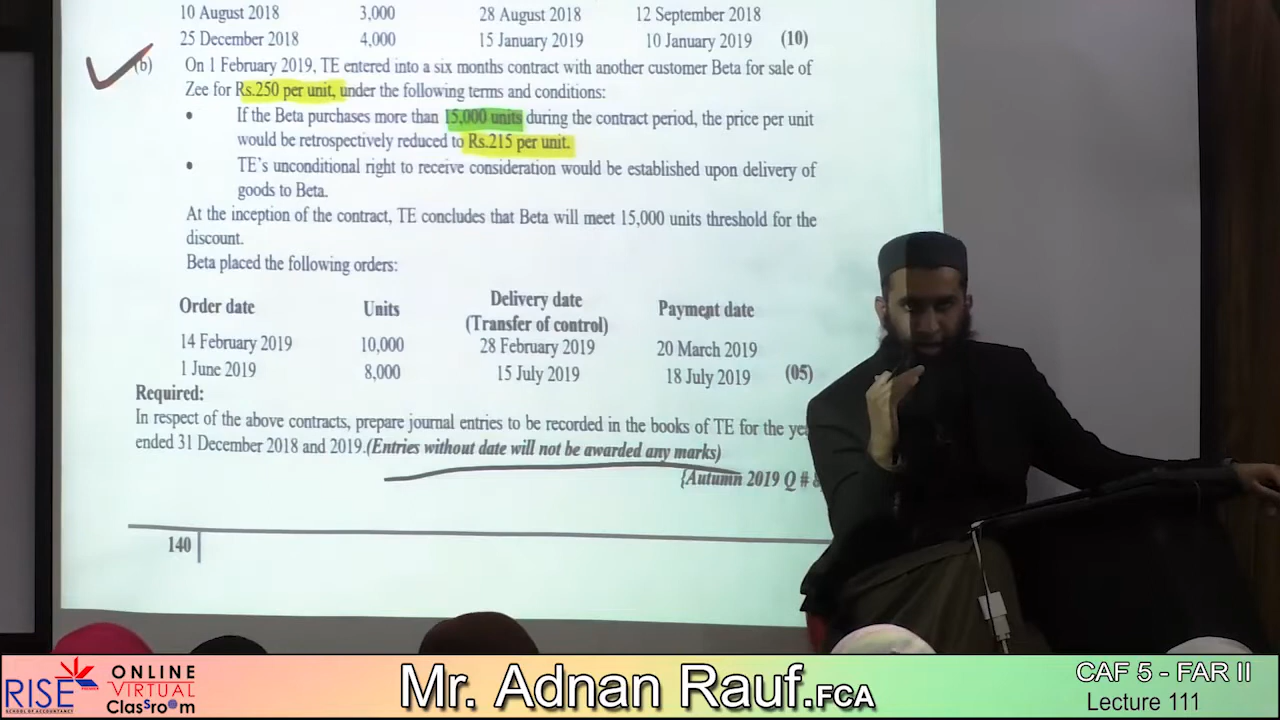 10 August 2018 3,000 28 August 2018 12 September 2018
25 December 2018 4,000 15 January 2019 10 January 2019 (10)
(b) On 1 February 2019, TE entered into a six months contract with another customer Beta for sale of
Zee for Rs.250 per unit, under the following terms and conditions:
• If the Beta purchases more than 15,000 units during the contract period, the price per unit
would be retrospectively reduced to Rs.215 per unit.
• TE's unconditional right to receive consideration would be established upon delivery of
goods to Beta.
At the inception of the contract, TE concludes that Beta will meet 15,000 units threshold for the
discount.
Beta placed the following orders:
Order date Units Delivery date (Transfer of control) Payment date
14 February 2019 10,000 28 February 2019 20 March 2019
1 June 2019 8,000 15 July 2019 18 July 2019 (05)
Required:
In respect of the above contracts, prepare journal entries to be recorded in the books of TE for the
ended 31 December 2018 and 2019.(Entries without date will not be awarded any marks)
{Autumn 2019 Q #
140
RISE
SCHOOL OF ACCOUNTANCY
ONLINE
VIRTUAL
ClasSro@m
Mr. Adnan Rauf.FCA
CAF 5 - FAR II
Lecture 111